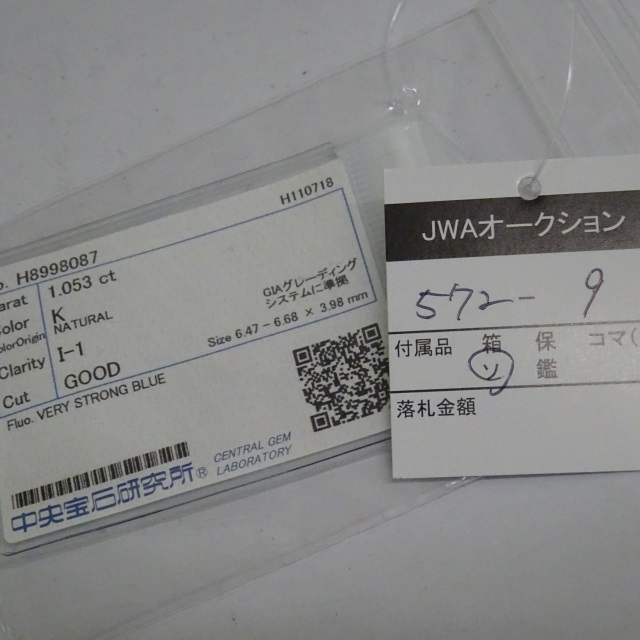 H110718
o. H8998087
arat 1.053 ct
olor K
olorOrigin NATURAL
Clarity I-1
Cut GOOD
Fluo. VERY STRONG BLUE
GIAグレーディング
システムに準拠
Size 6.47 – 6.68 × 3.98 mm
中央宝石研究所® CENTRAL GEM
LABORATORY
JWAオークション
572- 9
付属品 箱 保 コマ(
ソ 鑑
落札金額